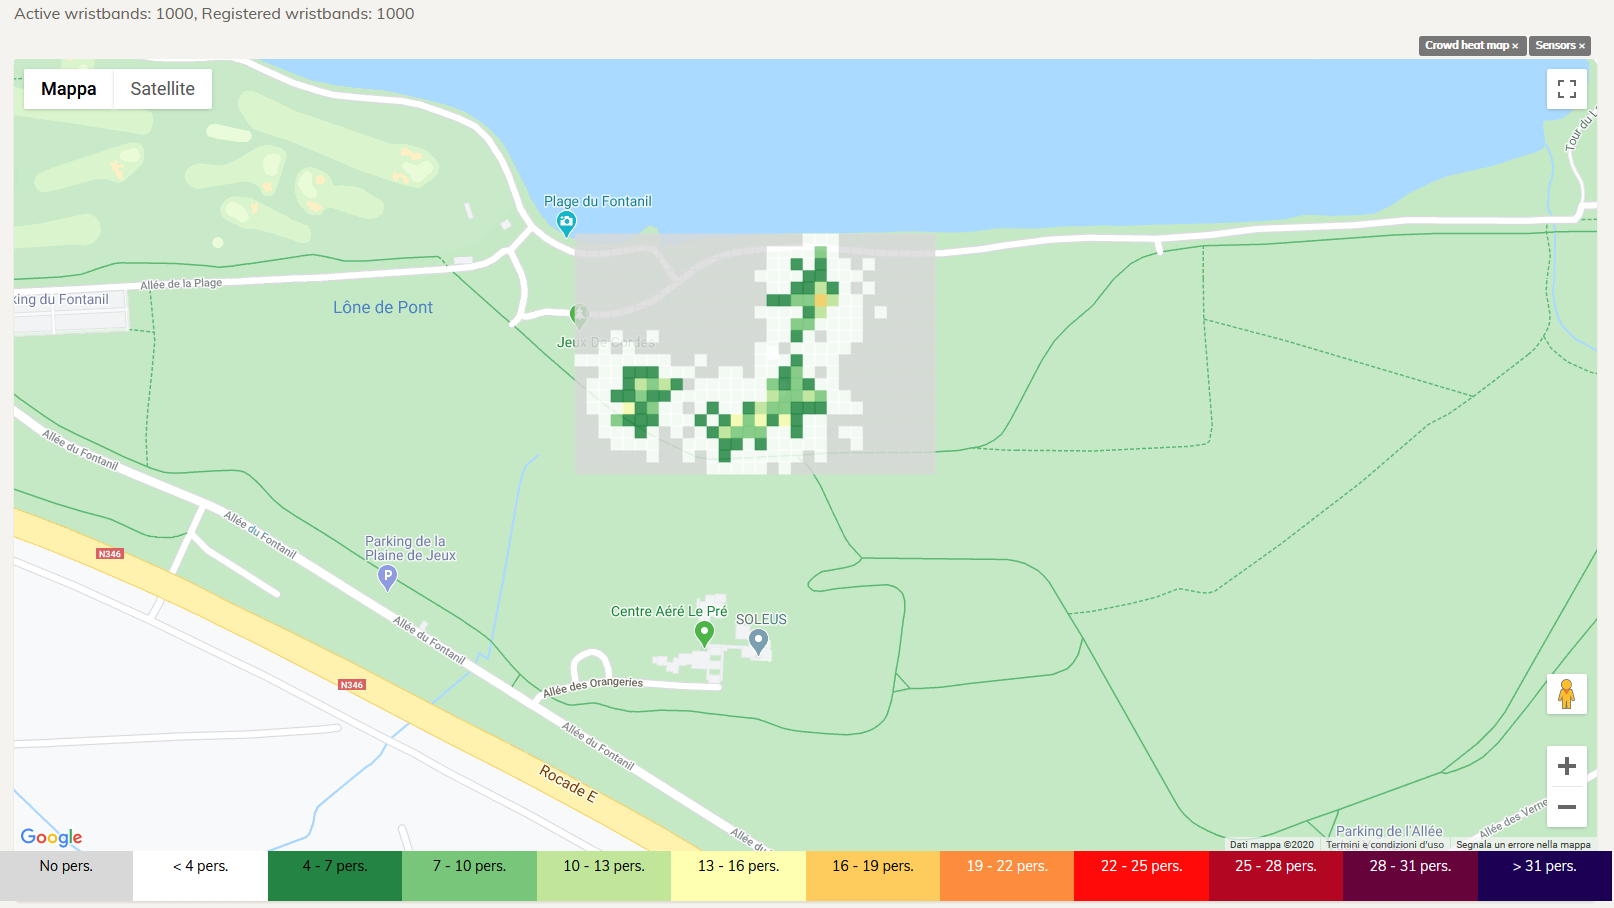 Active wristbands: 1000, Registered wristbands: 1000
Crowd heat map × Sensors ×
Mappa Satellite
Tour du L
Plage du Fontanil
Allée de la Plage
king du Fontanil
Lône de Pont
Jeux De Cordes
Allée du Fontanil
Allée du Fontanil
N346
Parking de la
Plaine de Jeux
P
Centre Aéré Le Pré
SOLEUS
Allée du Fontanil
N346
Allée des Orangeries
Allée du Fontanil
Rocade E
Allée du
Parking de l'Allée
Allée des Verne
Google
Dati mappa ©2020 Termini e condizioni d'uso Segnala un errore nella mappa
No pers. < 4 pers. 4 - 7 pers. 7 - 10 pers. 10 - 13 pers. 13 - 16 pers. 16 - 19 pers. 19 - 22 pers. 22 - 25 pers. 25 - 28 pers. 28 - 31 pers. > 31 pers.